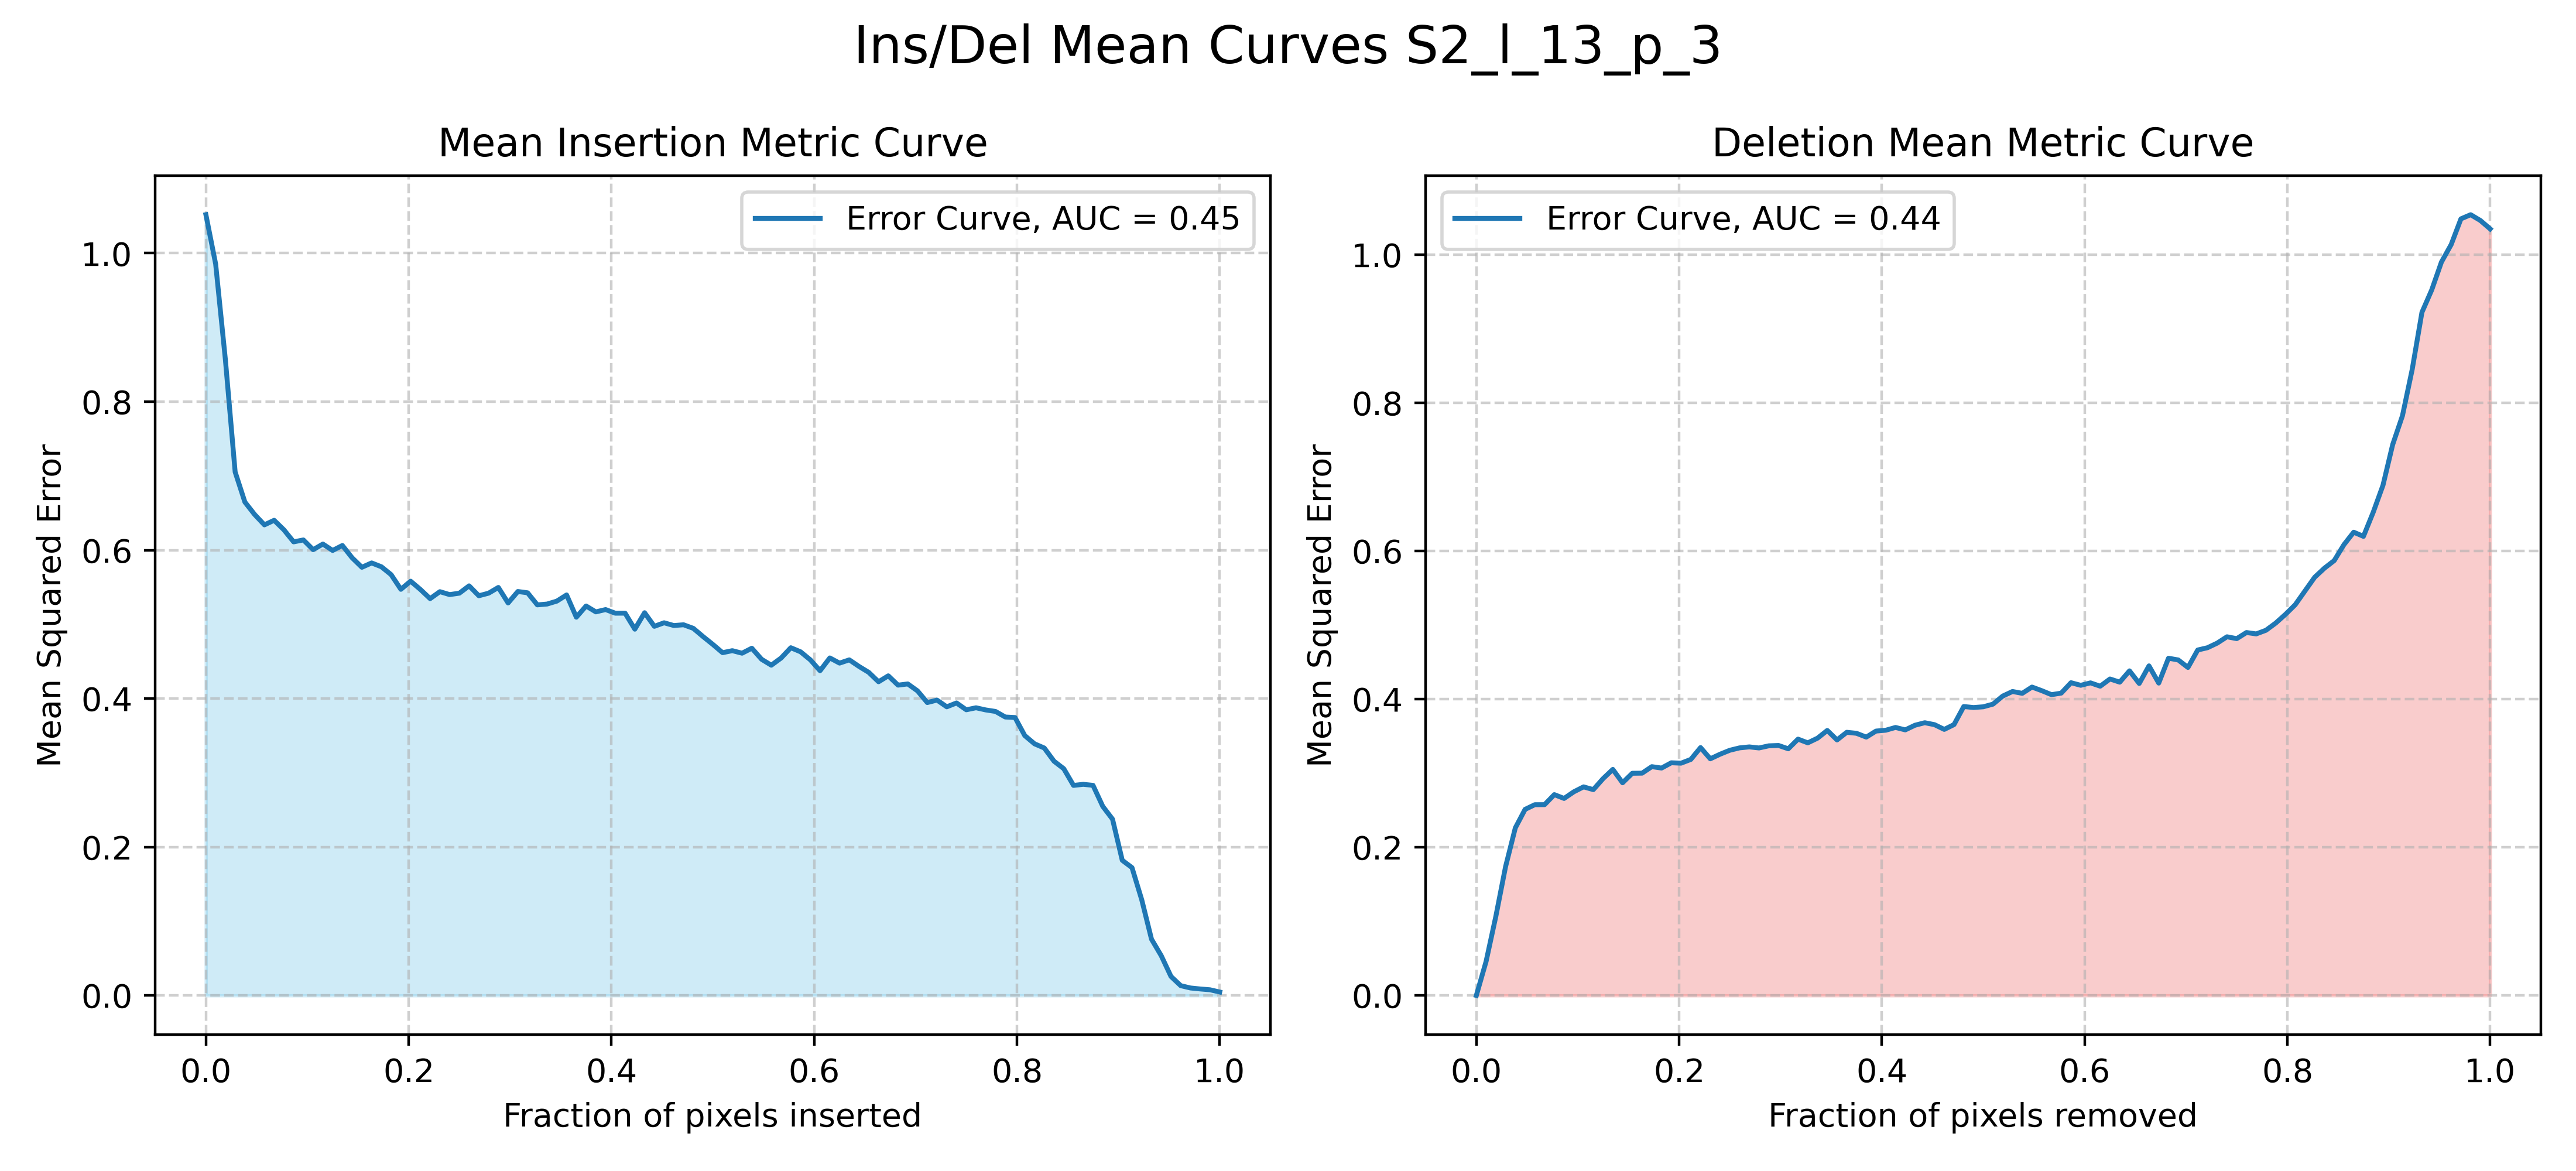 Ins/Del Mean Curves S2_l_13_p_3
Mean Insertion Metric Curve
Error Curve, AUC = 0.45
Mean Squared Error
1.0
0.8
0.6
0.4
0.2
0.0
0.0 0.2 0.4 0.6 0.8 1.0
Fraction of pixels inserted
Deletion Mean Metric Curve
Error Curve, AUC = 0.44
Mean Squared Error
1.0
0.8
0.6
0.4
0.2
0.0
0.0 0.2 0.4 0.6 0.8 1.0
Fraction of pixels removed